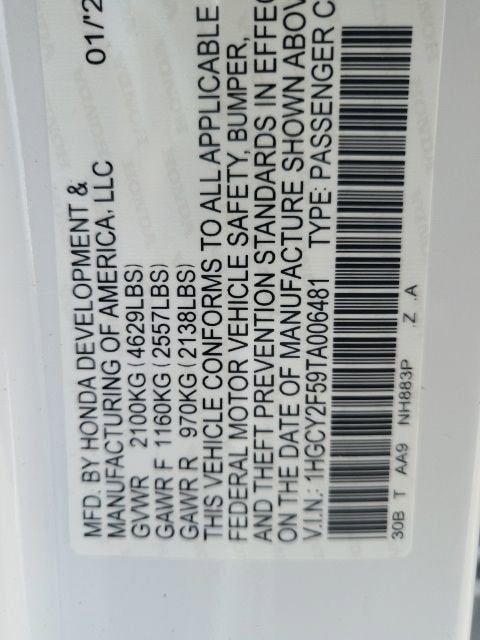 01/'2
MFD. BY HONDA DEVELOPMENT &
MANUFACTURING OF AMERICA, LLC
GVWR 2100KG (4629LBS)
GAWR F 1160KG (2557LBS)
GAWR R 970KG (2138LBS)
THIS VEHICLE CONFORMS TO ALL APPLICABLE
FEDERAL MOTOR VEHICLE SAFETY, BUMPER,
AND THEFT PREVENTION STANDARDS IN EFFEC
ON THE DATE OF MANUFACTURE SHOWN ABOV
V.I.N.: 1HGCY2F59TA006481 TYPE: PASSENGER C
30B T AA9 NH883P .Z .A